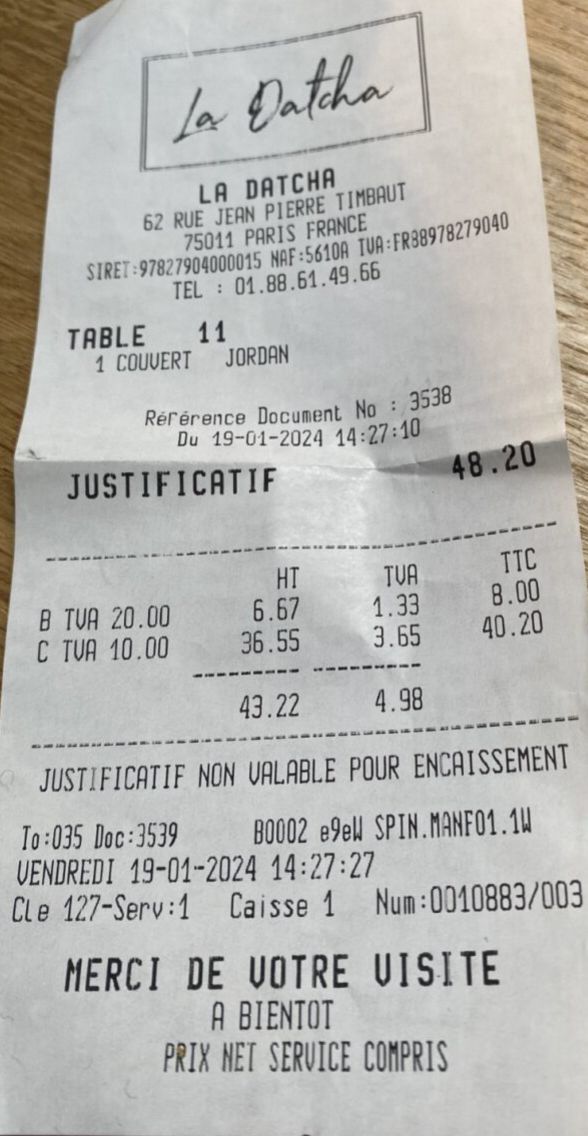 La Datcha
LA DATCHA
62 RUE JEAN PIERRE TIMBAUT
75011 PARIS FRANCE
SIRET:97827904000015 NAF:5610A TVA:FR38978279040
TEL : 01.88.61.49.66
TABLE 11
1 COUVERT JORDAN
Référence Document No : 3538
Du 19-01-2024 14:27:10
JUSTIFICATIF 48.20
HT TVA TTC
B TVA 20.00 6.67 1.33 8.00
C TVA 10.00 36.55 3.65 40.20
43.22 4.98
JUSTIFICATIF NON VALABLE POUR ENCAISSEMENT
To:035 Doc:3539 B0002 e9eW SPIN.MANF01.1W
VENDREDI 19-01-2024 14:27:27
Cle 127-Serv:1 Caisse 1 Num:0010883/003
MERCI DE VOTRE VISITE
A BIENTOT
PRIX NET SERVICE COMPRIS